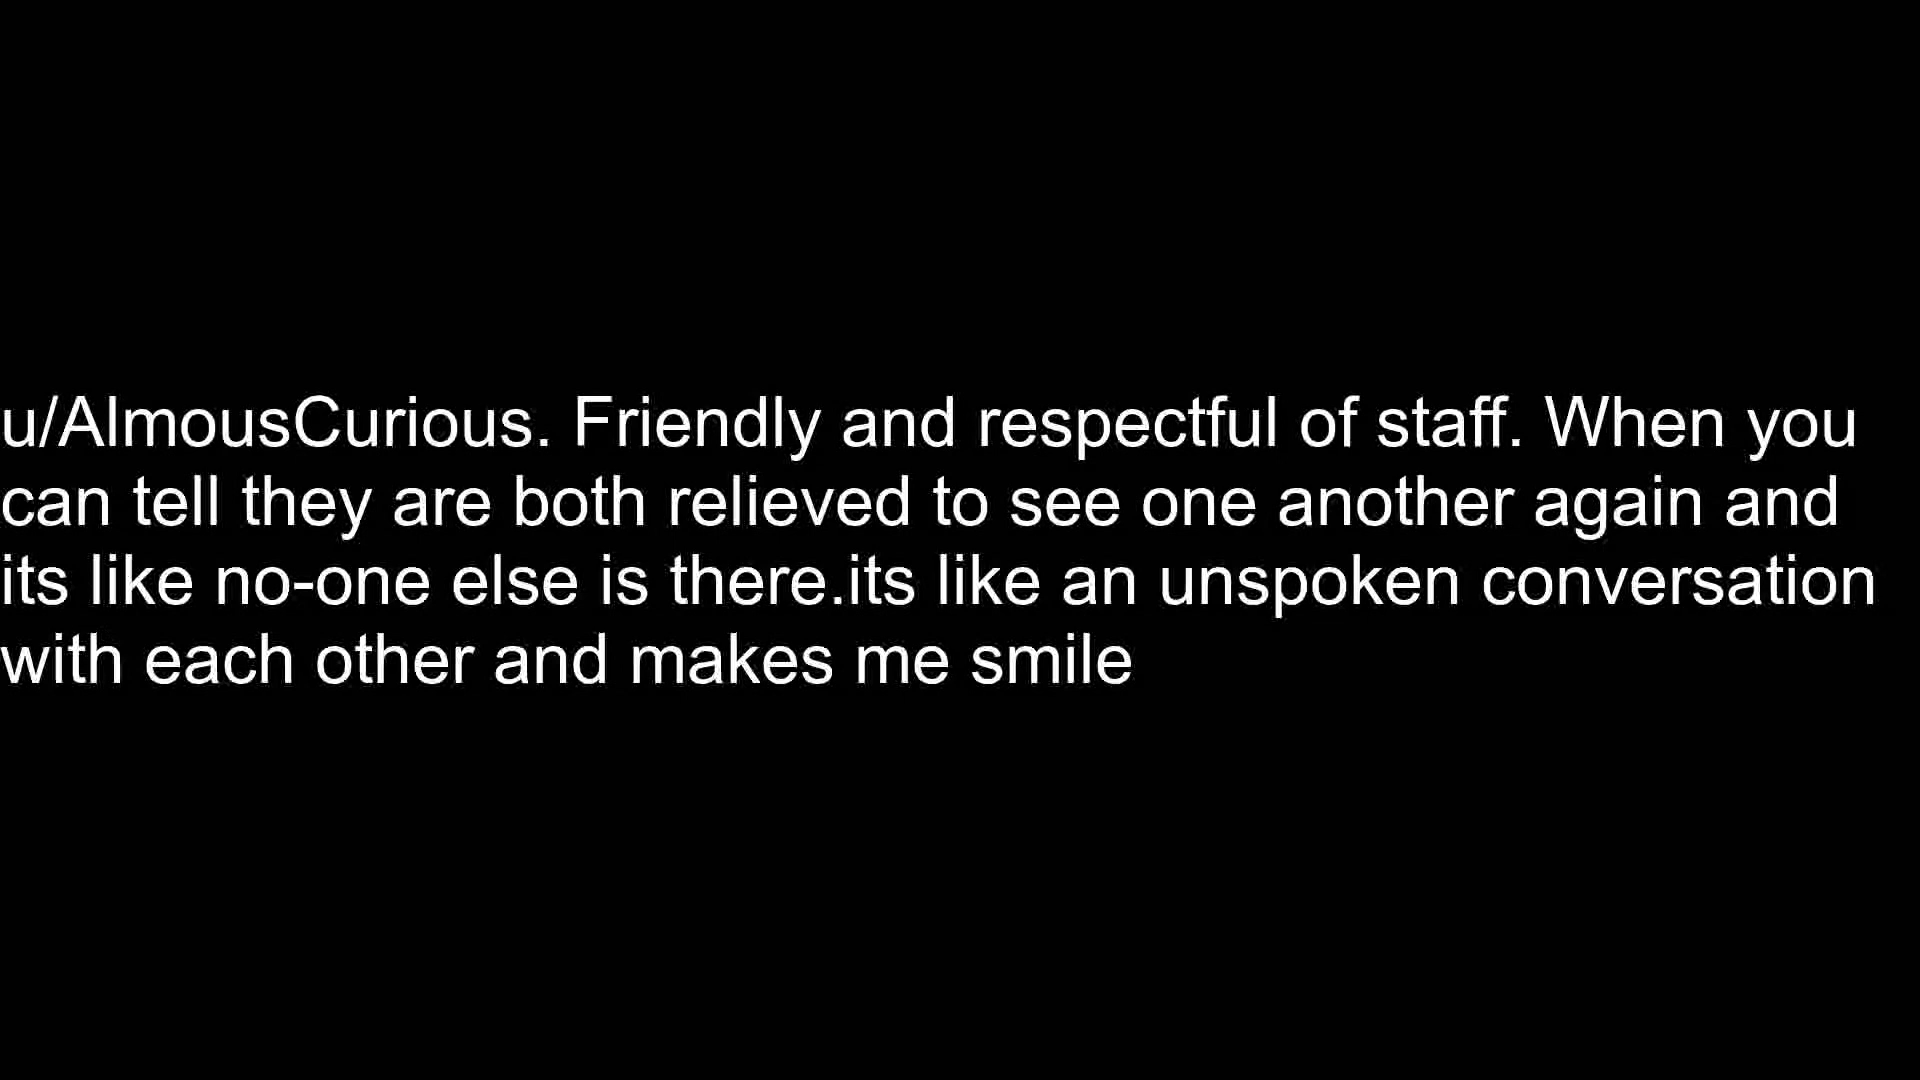 u/AlmousCurious. Friendly and respectful of staff. When you
can tell they are both relieved to see one another again and
its like no-one else is there.its like an unspoken conversation
with each other and makes me smile